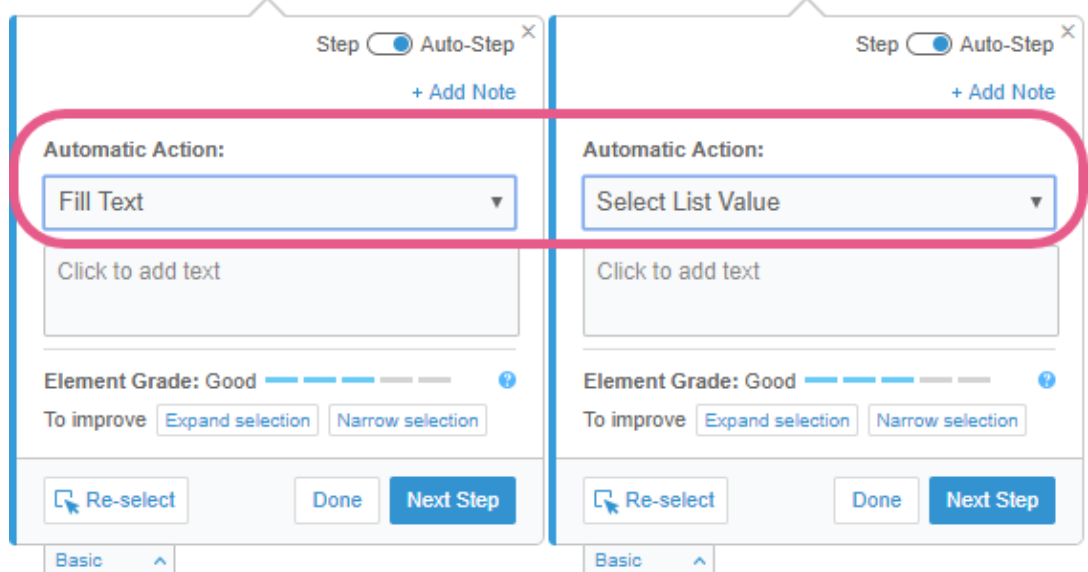 Step Auto-Step ×
+ Add Note
Automatic Action:
Fill Text ▼
Click to add text
Element Grade: Good ?
To improve Expand selection Narrow selection
Re-select Done Next Step
Basic
Step Auto-Step ×
+ Add Note
Automatic Action:
Select List Value ▼
Click to add text
Element Grade: Good ?
To improve Expand selection Narrow selection
Re-select Done Next Step
Basic